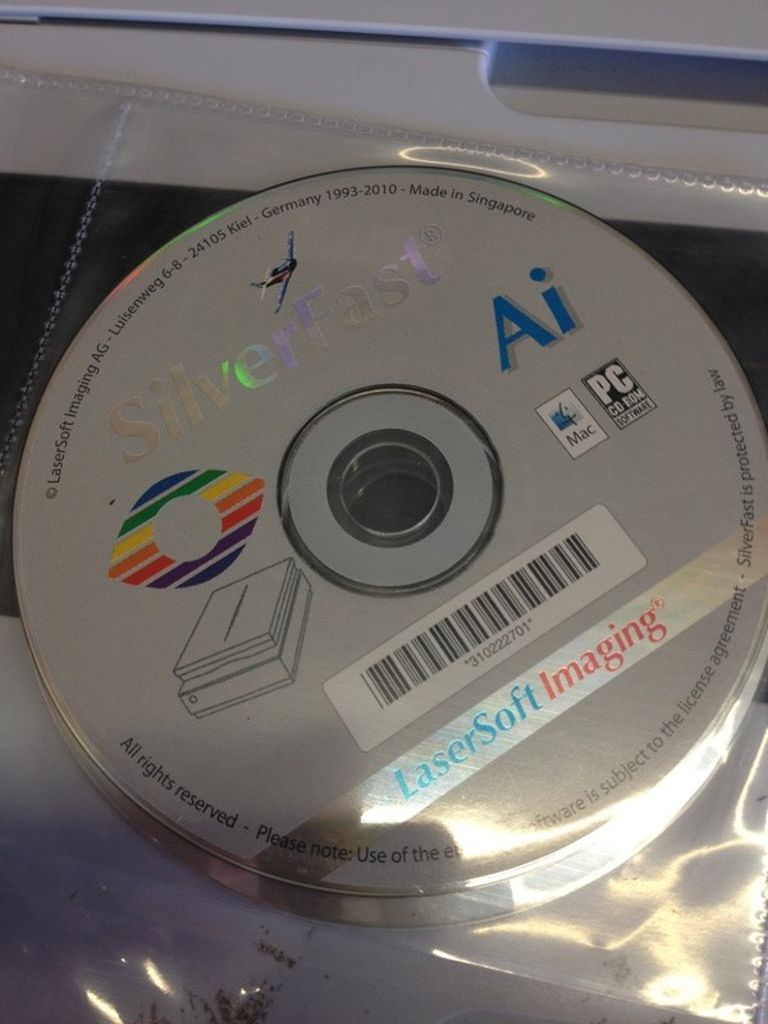 © LaserSoft Imaging AG - Luisenweg 6-8 - 24105 Kiel - Germany 1993-2010 - Made in Singapore
SilverFast®
Ai
Mac
PC
CD ROM
SOFTWARE
*310222701*
LaserSoft Imaging®
All rights reserved - Please note: Use of the software is subject to the license agreement - SilverFast is protected by law